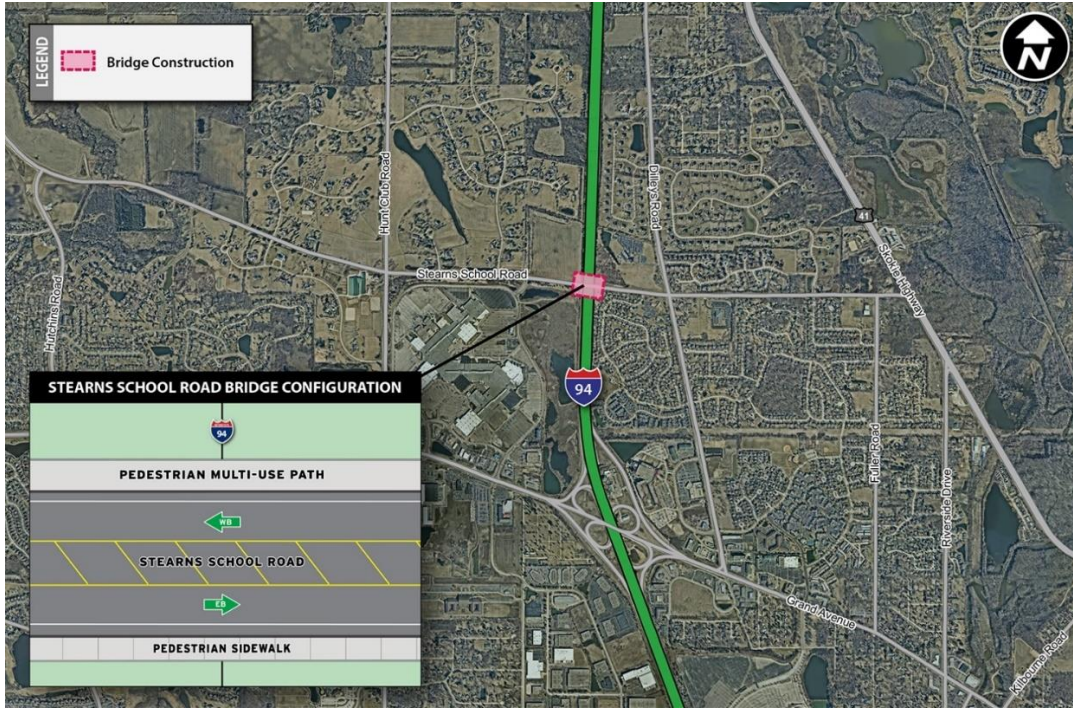 LEGEND
Bridge Construction
N
Hunt Club Road
Dilleys Road
41
Skokie Highway
Stearns School Road
Hutchins Road
94
STEARNS SCHOOL ROAD BRIDGE CONFIGURATION
94
PEDESTRIAN MULTI-USE PATH
WB
STEARNS SCHOOL ROAD
EB
PEDESTRIAN SIDEWALK
Fuller Road
Riverside Drive
Grand Avenue
Kilbourne Road